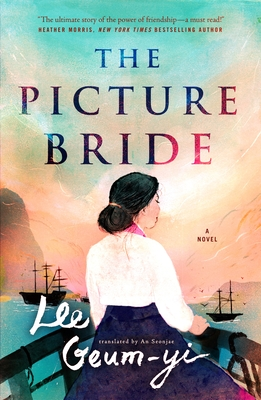 "The ultimate story of the power of friendship—a must read!"
HEATHER MORRIS, NEW YORK TIMES BESTSELLING AUTHOR
THE
PICTURE
BRIDE
A
NOVEL
Lee
translated by An Seonjae
Geum-yi